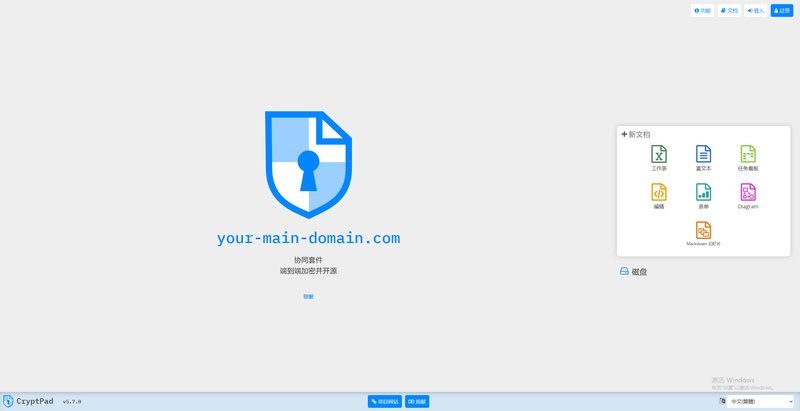 功能
文档
登入
註冊
your-main-domain.com
协同套件
端到端加密并开源
新文档
工作表
富文本
任务看板
编辑
表单
Diagram
Markdown 幻灯片
磁盘
激活 Windows
转到"设置"以激活 Windows。
CryptPad v5.7.0
项目网站
捐献
中文(簡體)